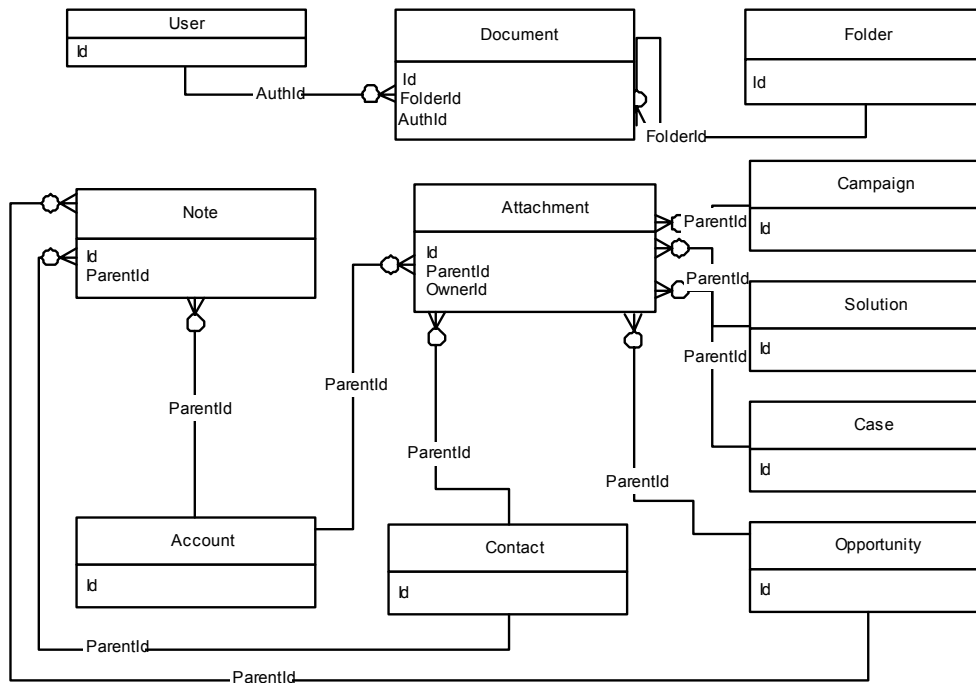 User
Id
Document
Id
FolderId
AuthId
Folder
Id
AuthId
FolderId
Note
Id
ParentId
Attachment
Id
ParentId
OwnerId
Campaign
Id
ParentId
ParentId
Solution
Id
ParentId
ParentId
ParentId
Case
Id
ParentId
ParentId
Account
Id
Contact
Id
Opportunity
Id
ParentId
ParentId